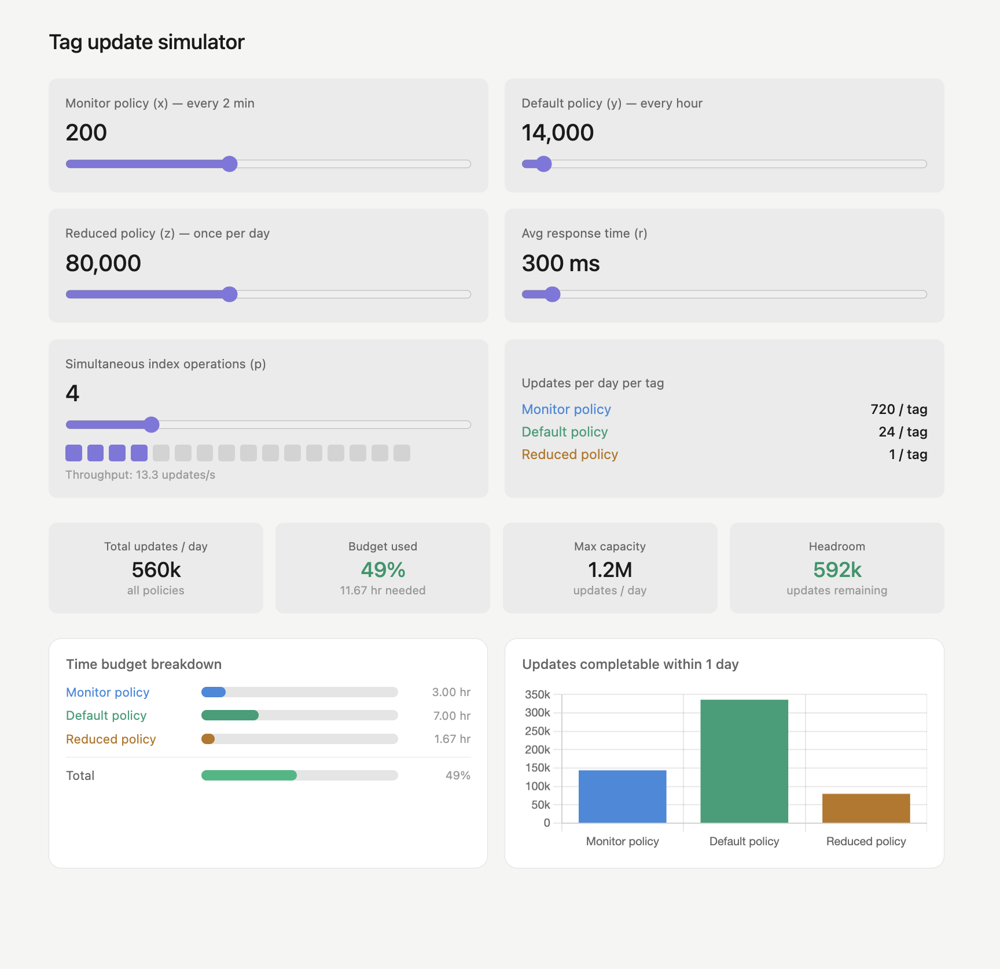 Tag update simulator
Monitor policy (x) — every 2 min
200
Default policy (y) — every hour
14,000
Reduced policy (z) — once per day
80,000
Avg response time (r)
300 ms
Simultaneous index operations (p)
4
Throughput: 13.3 updates/s
Updates per day per tag
Monitor policy 720 / tag
Default policy 24 / tag
Reduced policy 1 / tag
Total updates / day
560k
all policies
Budget used
49%
11.67 hr needed
Max capacity
1.2M
updates / day
Headroom
592k
updates remaining
Time budget breakdown
Monitor policy 3.00 hr
Default policy 7.00 hr
Reduced policy 1.67 hr
Total 49%
Updates completable within 1 day
350k
300k
250k
200k
150k
100k
50k
0
Monitor policy Default policy Reduced policy